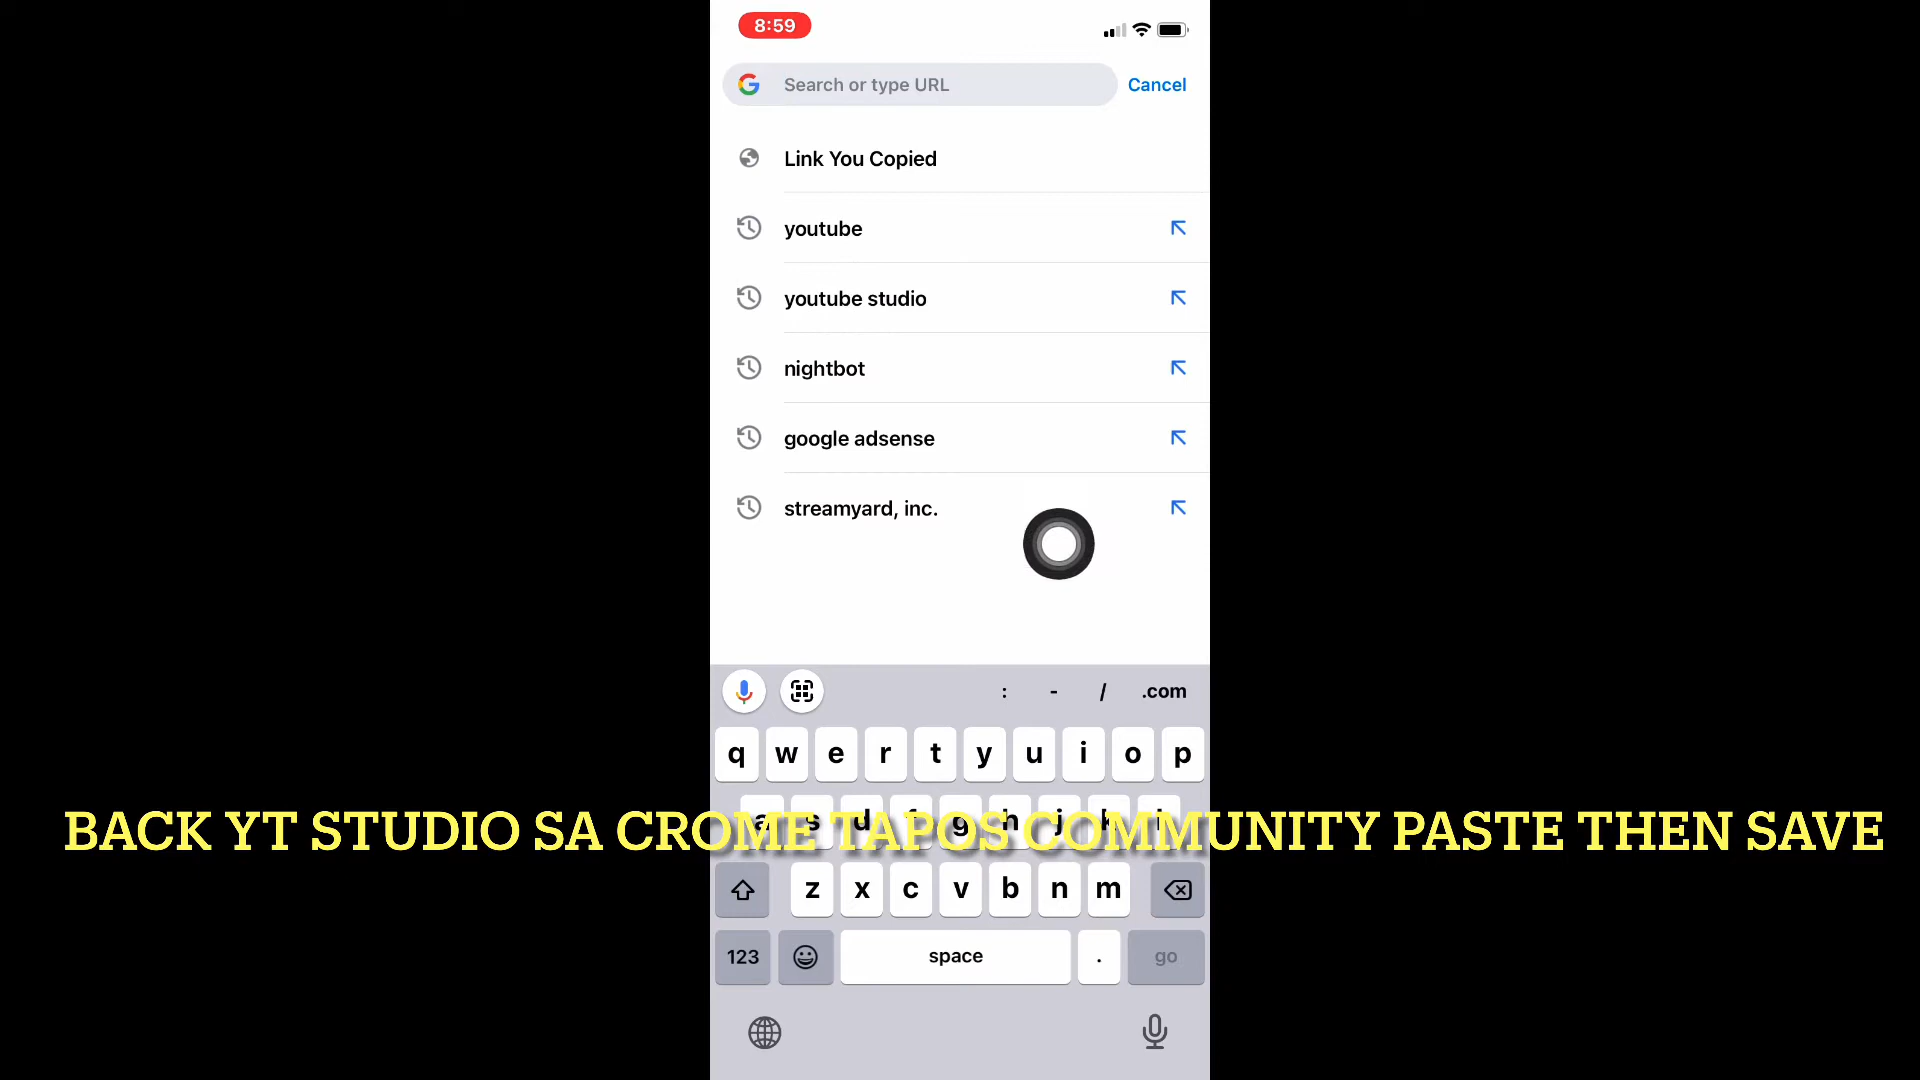 8:59
Search or type URL
Cancel
Link You Copied
youtube
youtube studio
nightbot
google adsense
streamyard, inc.
: - / .com
q w e r t y u i o p
a s d f g h j k l
BACK YT STUDIO SA CROME TAPOS COMMUNITY PASTE THEN SAVE
z x c v b n m
123 space . go